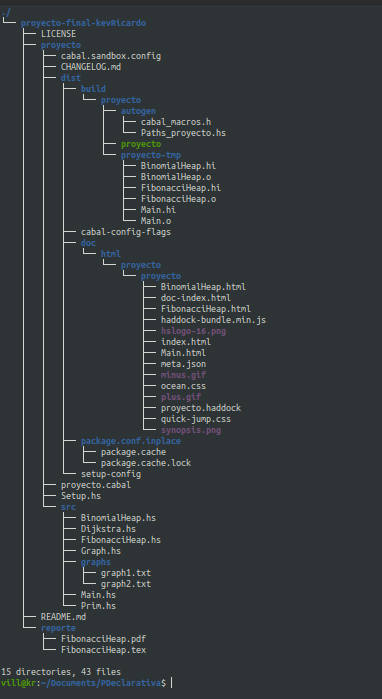 ./
└── proyecto-final-kevRicardo
    ├── LICENSE
    ├── proyecto
    │   ├── cabal.sandbox.config
    │   ├── CHANGELOG.md
    │   ├── dist
    │   │   ├── build
    │   │   │   └── proyecto
    │   │   │       ├── autogen
    │   │   │       │   ├── cabal_macros.h
    │   │   │       │   └── Paths_proyecto.hs
    │   │   │       ├── proyecto
    │   │   │       └── proyecto-tmp
    │   │   │           ├── BinomialHeap.hi
    │   │   │           ├── BinomialHeap.o
    │   │   │           ├── FibonacciHeap.hi
    │   │   │           ├── FibonacciHeap.o
    │   │   │           ├── Main.hi
    │   │   │           └── Main.o
    │   │   ├── cabal-config-flags
    │   │   ├── doc
    │   │   │   └── html
    │   │   │       └── proyecto
    │   │   │           └── proyecto
    │   │   │               ├── BinomialHeap.html
    │   │   │               ├── doc-index.html
    │   │   │               ├── FibonacciHeap.html
    │   │   │               ├── haddock-bundle.min.js
    │   │   │               ├── hslogo-16.png
    │   │   │               ├── index.html
    │   │   │               ├── Main.html
    │   │   │               ├── meta.json
    │   │   │               ├── minus.gif
    │   │   │               ├── ocean.css
    │   │   │               ├── plus.gif
    │   │   │               ├── proyecto.haddock
    │   │   │               ├── quick-jump.css
    │   │   │               └── synopsis.png
    │   │   ├── package.conf.inplace
    │   │   │   ├── package.cache
    │   │   │   └── package.cache.lock
    │   │   └── setup-config
    │   ├── proyecto.cabal
    │   ├── Setup.hs
    │   └── src
    │       ├── BinomialHeap.hs
    │       ├── Dijkstra.hs
    │       ├── FibonacciHeap.hs
    │       ├── Graph.hs
    │       ├── graphs
    │       │   ├── graph1.txt
    │       │   └── graph2.txt
    │       ├── Main.hs
    │       └── Prim.hs
    ├── README.md
    └── reporte
        ├── FibonacciHeap.pdf
        └── FibonacciHeap.tex

15 directories, 43 files
vill@kr:~/Documents/PDeclarativa$